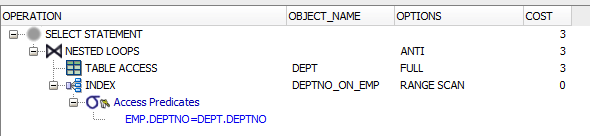 OPERATION OBJECT_NAME OPTIONS COST
SELECT STATEMENT 3
NESTED LOOPS ANTI 3
TABLE ACCESS DEPT FULL 3
INDEX DEPTNO_ON_EMP RANGE SCAN 0
Access Predicates
EMP.DEPTNO=DEPT.DEPTNO